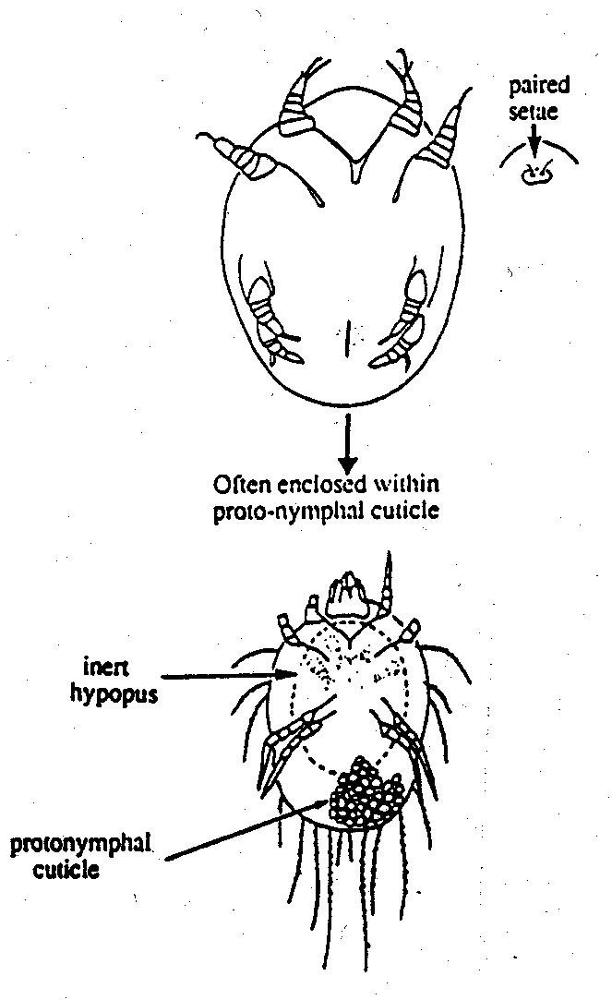 paired
setae
Often enclosed within
proto-nymphal cuticle
inert
hypopus
protonymphal
cuticle